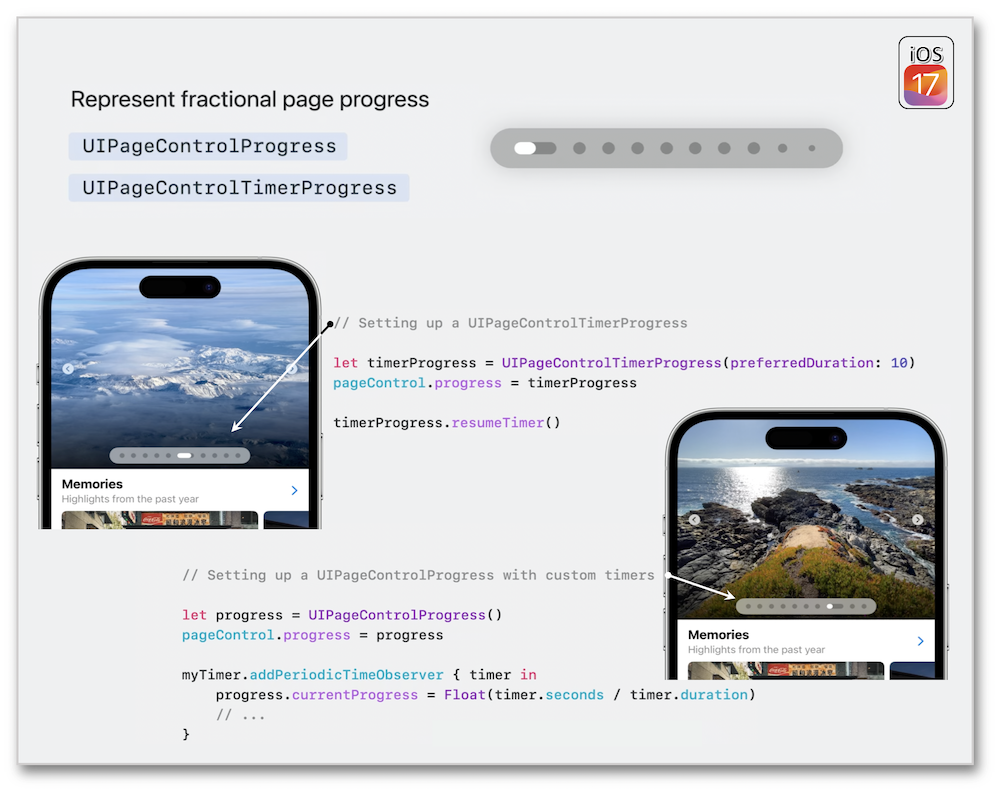 iOS
17
Represent fractional page progress
UIPageControlProgress
UIPageControlTimerProgress
// Setting up a UIPageControlTimerProgress
let timerProgress = UIPageControlTimerProgress(preferredDuration: 10)
pageControl.progress = timerProgress
timerProgress.resumeTimer()
Memories
Highlights from the past year
Coca-Cola
// Setting up a UIPageControlProgress with custom timers
let progress = UIPageControlProgress()
pageControl.progress = progress
myTimer.addPeriodicTimeObserver { timer in
progress.currentProgress = Float(timer.seconds / timer.duration)
// ...
}
Memories
Highlights from the past year